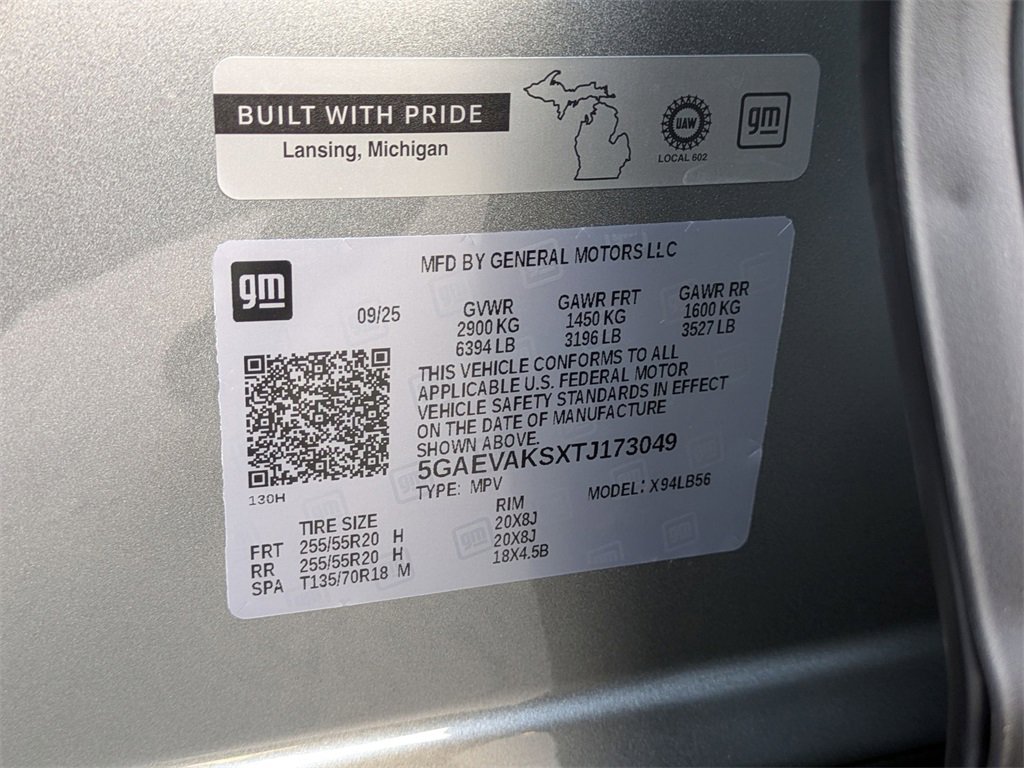 BUILT WITH PRIDE
Lansing, Michigan
UAW
LOCAL 602
gm
gm
MFD BY GENERAL MOTORS LLC
09/25
GVWR
2900 KG
6394 LB
GAWR FRT
1450 KG
3196 LB
GAWR RR
1600 KG
3527 LB
THIS VEHICLE CONFORMS TO ALL
APPLICABLE U.S. FEDERAL MOTOR
VEHICLE SAFETY STANDARDS IN EFFECT
ON THE DATE OF MANUFACTURE
SHOWN ABOVE.
5GAEVAKSXTJ173049
TYPE: MPV MODEL: X94LB56
130H
TIRE SIZE RIM
FRT 255/55R20 H 20X8J
RR 255/55R20 H 20X8J
SPA T135/70R18 M 18X4.5B